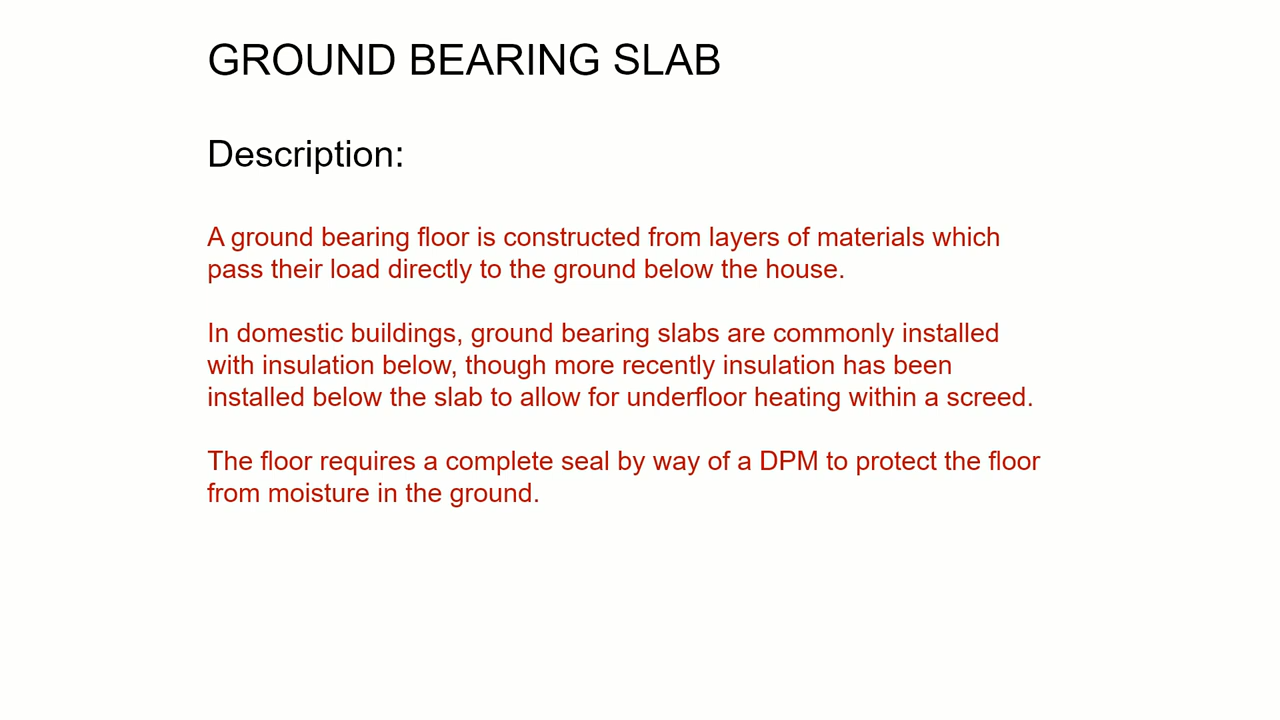 GROUND BEARING SLAB
Description:
A ground bearing floor is constructed from layers of materials which
pass their load directly to the ground below the house.
In domestic buildings, ground bearing slabs are commonly installed
with insulation below, though more recently insulation has been
installed below the slab to allow for underfloor heating within a screed.
The floor requires a complete seal by way of a DPM to protect the floor
from moisture in the ground.